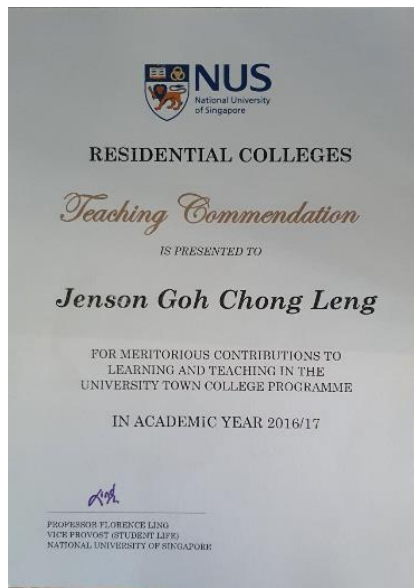 NUS
National University
of Singapore
RESIDENTIAL COLLEGES
Teaching Commendation
IS PRESENTED TO
Jenson Goh Chong Leng
FOR MERITORIOUS CONTRIBUTIONS TO
LEARNING AND TEACHING IN THE
UNIVERSITY TOWN COLLEGE PROGRAMME
IN ACADEMiC YEAR 2016/17
PROFESSOR FLORENCE LING
VICE PROVOST (STUDENT LIFE)
NATIONAL UNIVERSITY OF SINGAPORE